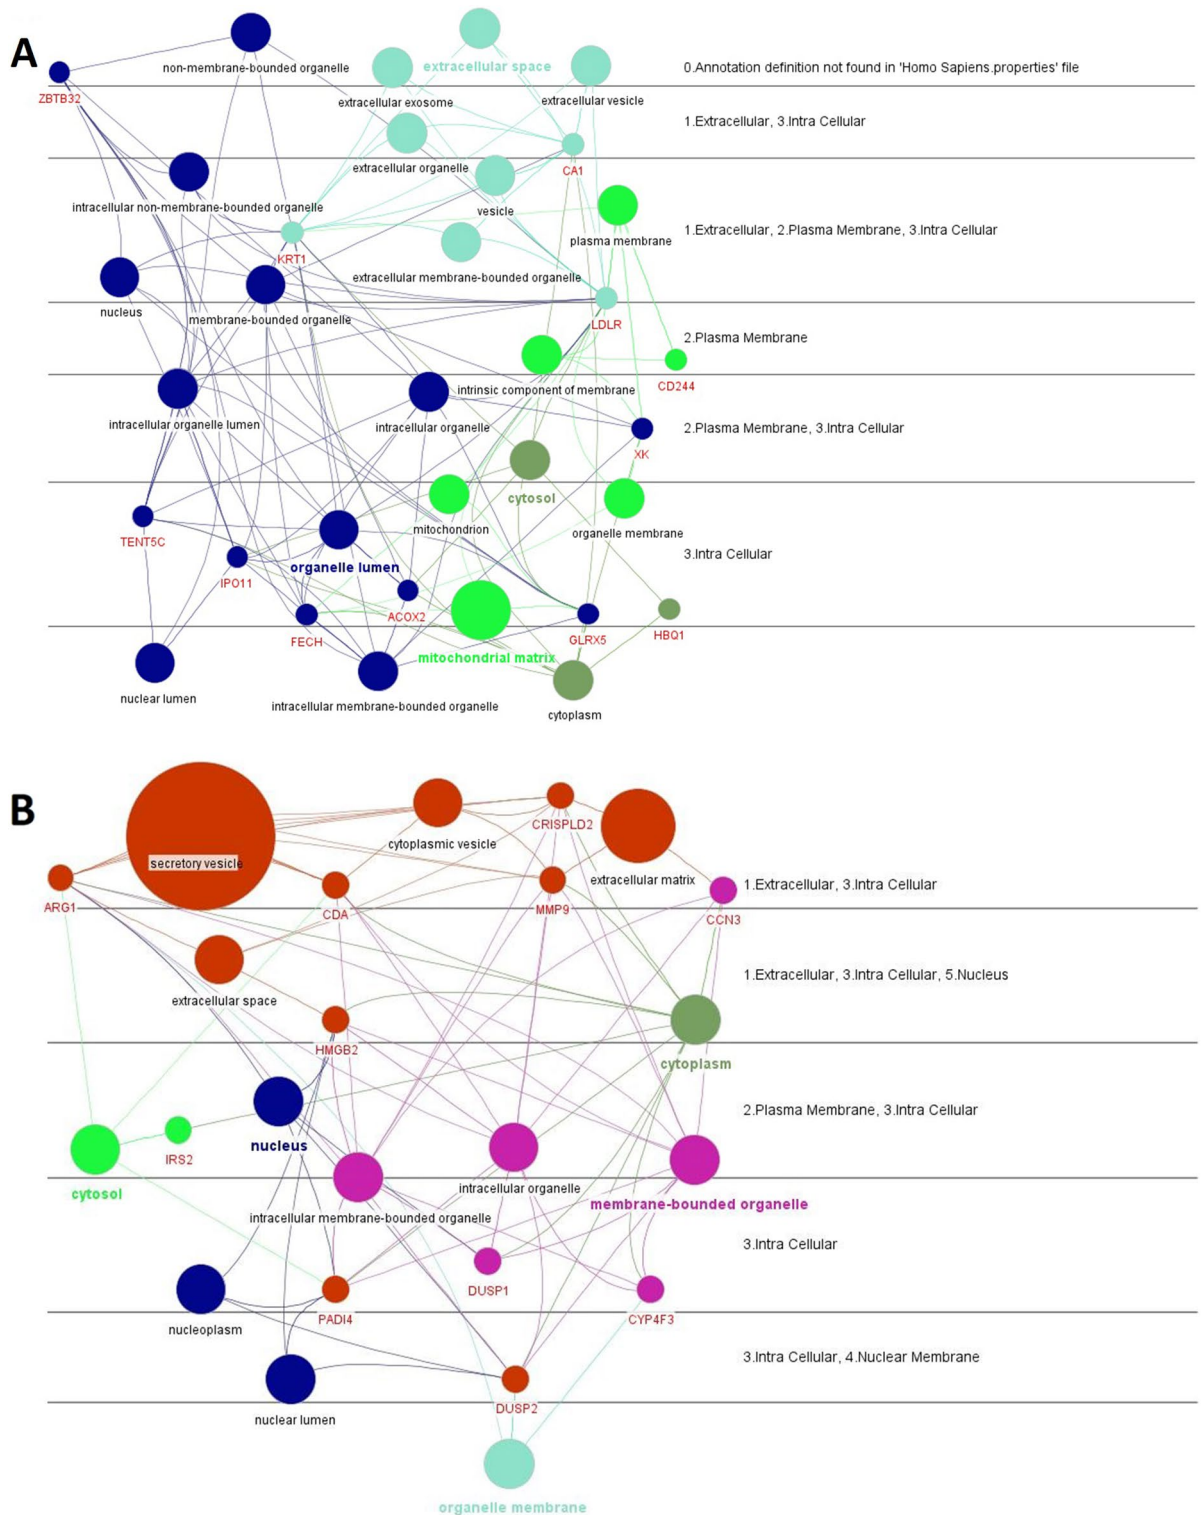 A
non-membrane-bounded organelle
extracellular space
0.Annotation definition not found in 'Homo Sapiens.properties' file
ZBTB32
extracellular exosome
extracellular vesicle
1.Extracellular, 3.Intra Cellular
extracellular organelle
CA1
intracellular non-membrane-bounded organelle
vesicle
1.Extracellular, 2.Plasma Membrane, 3.Intra Cellular
plasma membrane
KRT1
extracellular membrane-bounded organelle
nucleus
membrane-bounded organelle
LDLR
2.Plasma Membrane
intrinsic component of membrane
CD244
intracellular organelle lumen
intracellular organelle
2.Plasma Membrane, 3.Intra Cellular
XK
cytosol
mitochondrion
organelle membrane
TENT5C
3.Intra Cellular
organelle lumen
IPO11
ACOX2
FECH
GLRX5
HBQ1
mitochondrial matrix
nuclear lumen
intracellular membrane-bounded organelle
cytoplasm
B
CRISPLD2
cytoplasmic vesicle
secretory vesicle
extracellular matrix
1.Extracellular, 3.Intra Cellular
ARG1
CDA
MMP9
CCN3
1.Extracellular, 3.Intra Cellular, 5.Nucleus
extracellular space
HMGB2
cytoplasm
2.Plasma Membrane, 3.Intra Cellular
nucleus
IRS2
cytosol
intracellular organelle
membrane-bounded organelle
intracellular membrane-bounded organelle
3.Intra Cellular
DUSP1
nucleoplasm
PADI4
CYP4F3
3.Intra Cellular, 4.Nuclear Membrane
nuclear lumen
DUSP2
organelle membrane